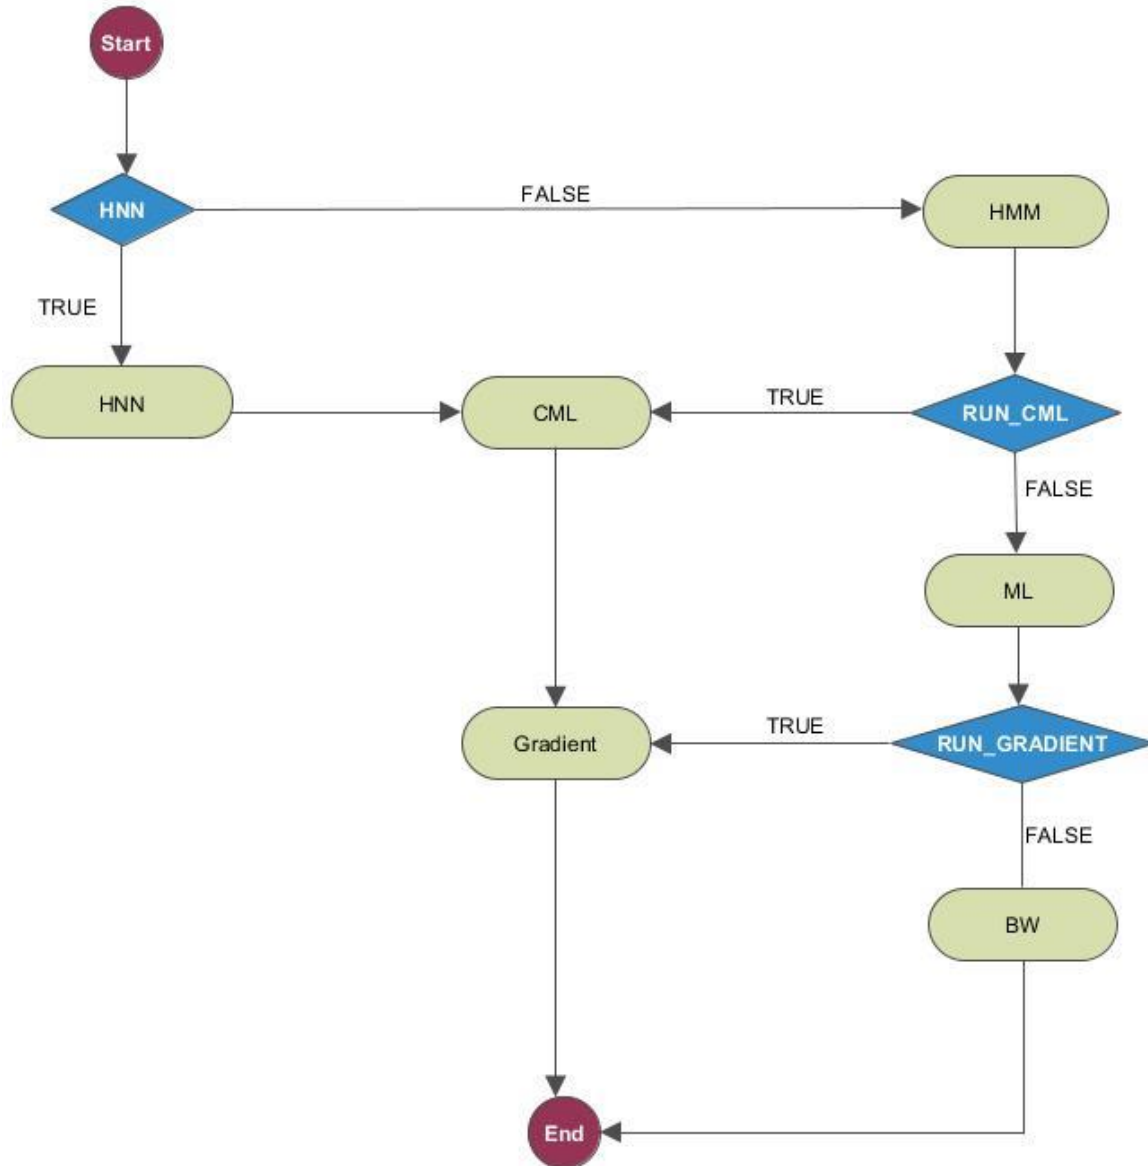 Start
HNN
FALSE
HMM
TRUE
HNN
CML
TRUE
RUN_CML
FALSE
ML
Gradient
TRUE
RUN_GRADIENT
FALSE
BW
End